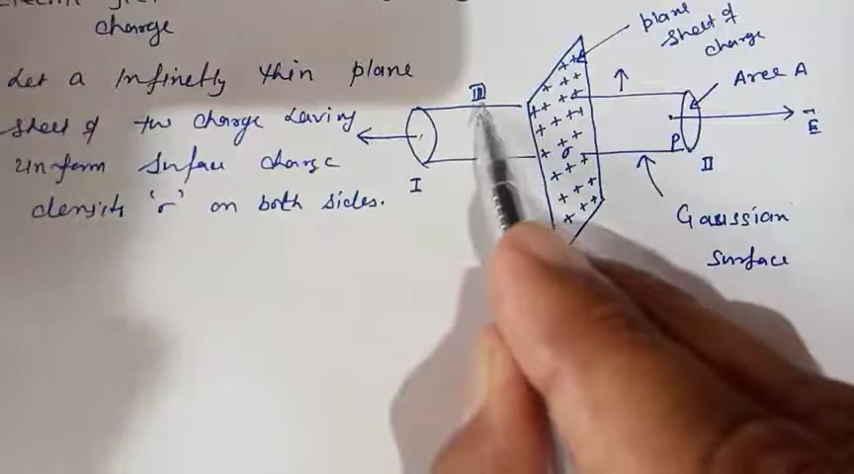 charge
Let a Infinetly thin plane
sheet of +ve charge having
Uniform Surface charge
density 'σ' on both sides.
plane
sheet of
charge
Area A
III
+ + + + + + + + + + + + + + + + + +
σ
E
P
I
II
Gaussian
Surface